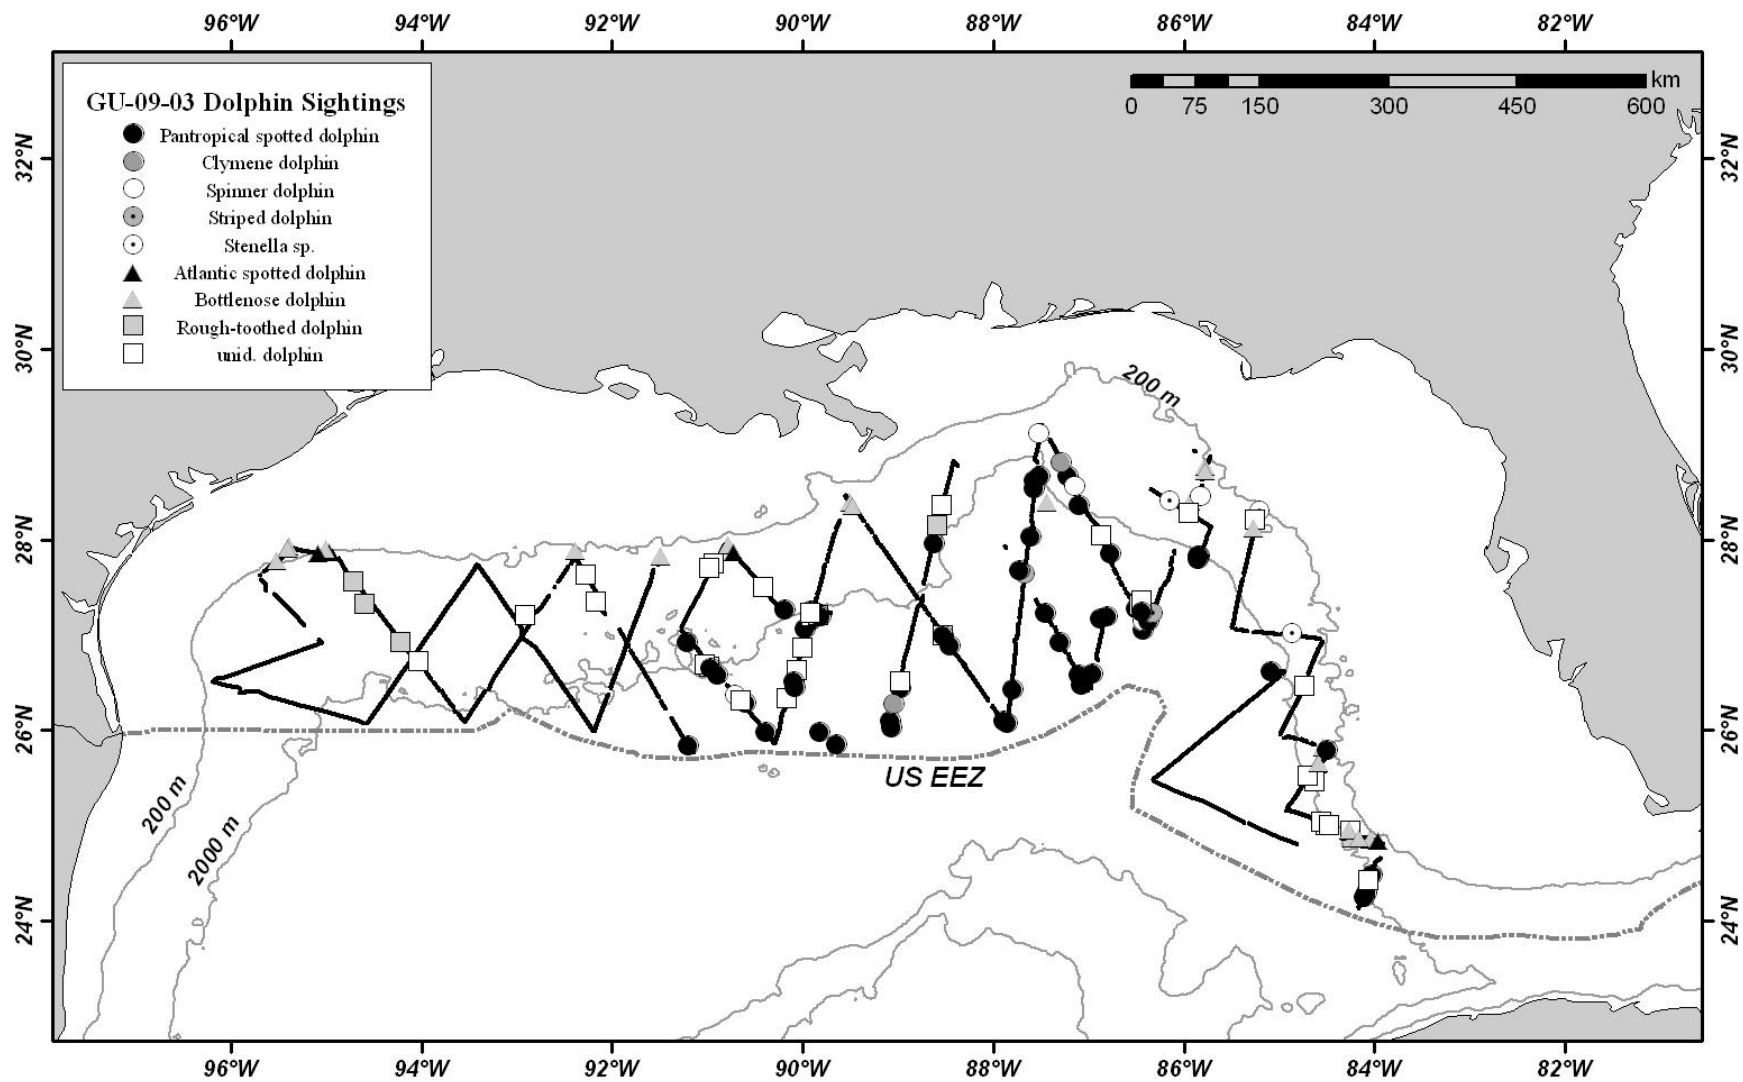 96°W 94°W 92°W 90°W 88°W 86°W 84°W 82°W
GU-09-03 Dolphin Sightings
Pantropical spotted dolphin
Clymene dolphin
Spinner dolphin
Striped dolphin
Stenella sp.
Atlantic spotted dolphin
Bottlenose dolphin
Rough-toothed dolphin
unid. dolphin
km
0 75 150 300 450 600
32°N 32°N
30°N 30°N
200 m
28°N 28°N
26°N 26°N
US EEZ
200 m
2000 m
24°N 24°N
96°W 94°W 92°W 90°W 88°W 86°W 84°W 82°W